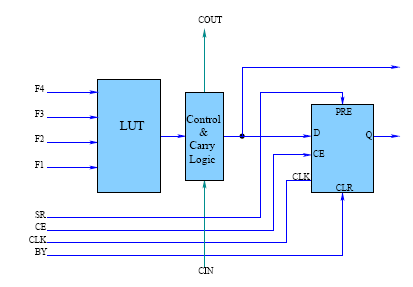 COUT
F4
F3
F2
F1
LUT
Control
&
Carry
Logic
PRE
D
Q
CE
CLK
CLR
SR
CE
CLK
BY
CIN